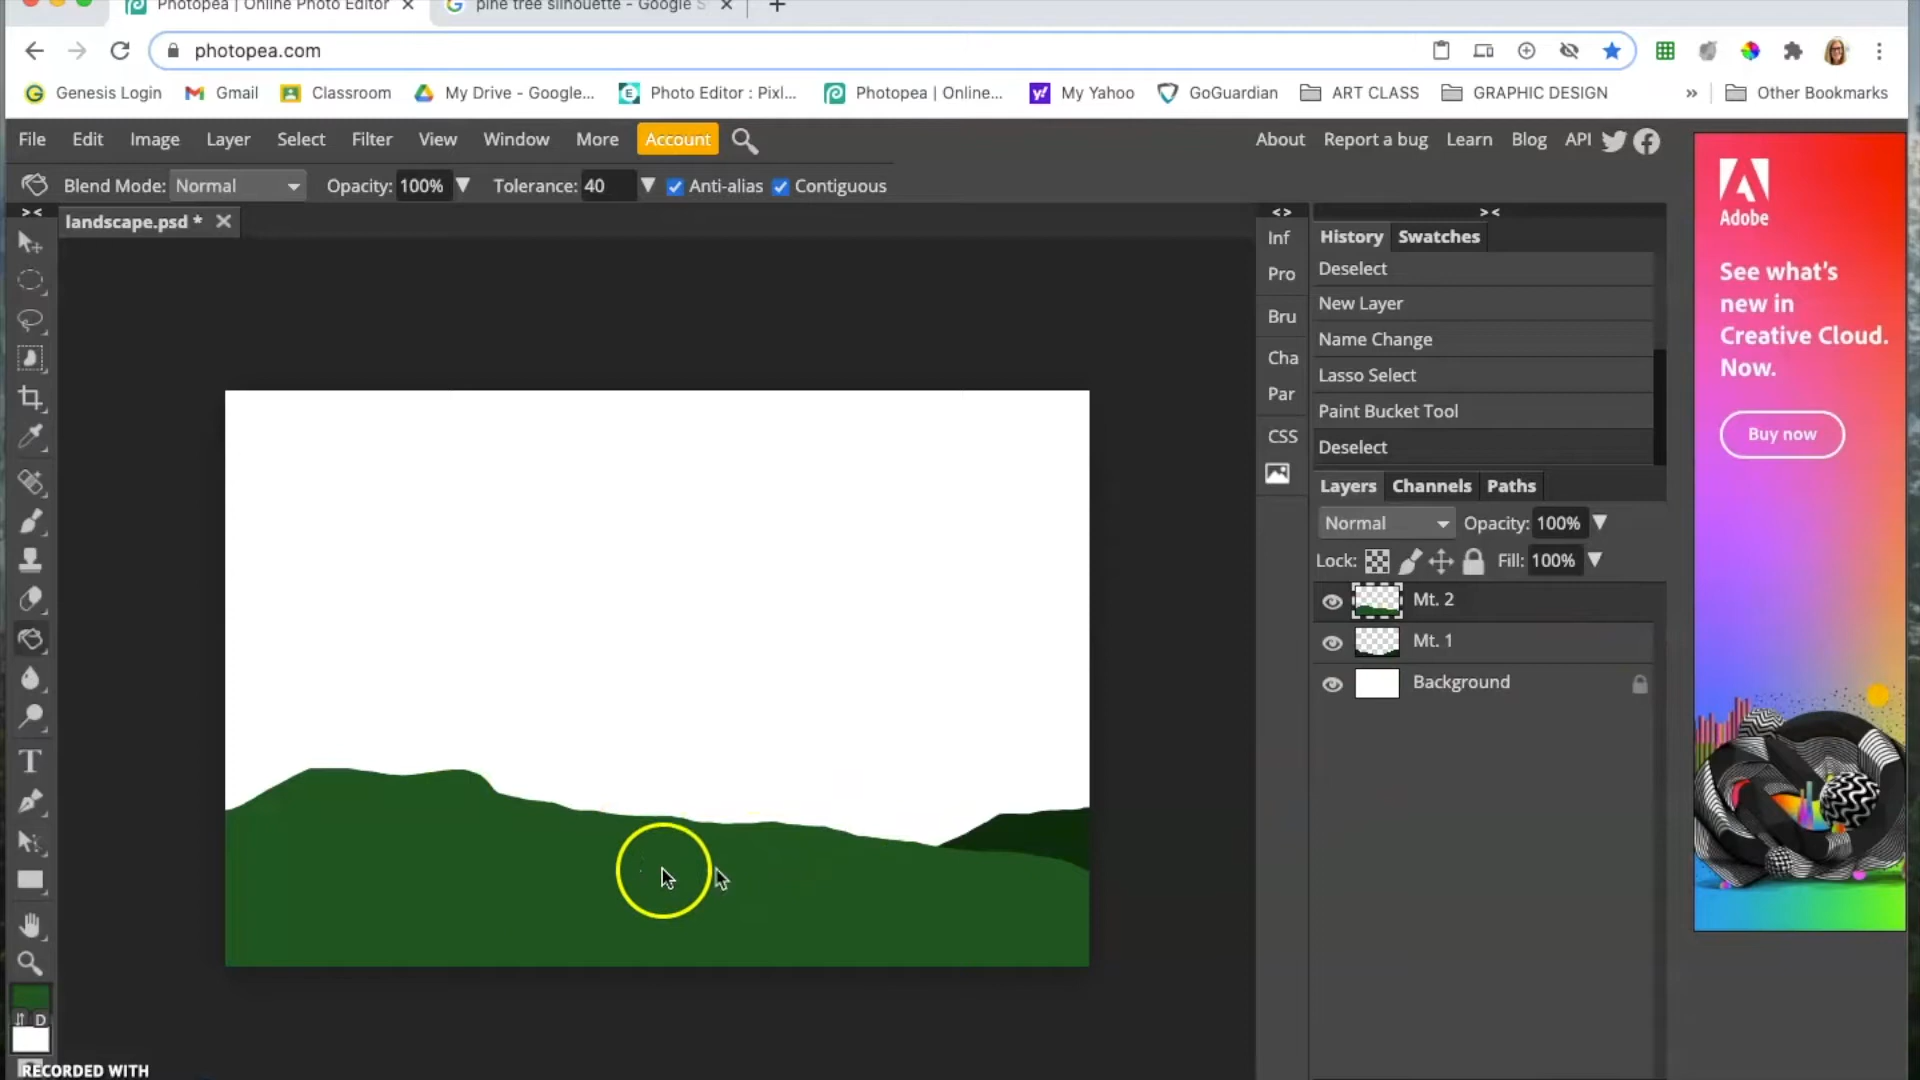 Photopea | Online Photo Editor
pine tree silhouette - Google S
photopea.com
Genesis Login Gmail Classroom My Drive - Google... Photo Editor : Pixl... Photopea | Online... My Yahoo GoGuardian ART CLASS GRAPHIC DESIGN » Other Bookmarks
File Edit Image Layer Select Filter View Window More Account About Report a bug Learn Blog API
Blend Mode: Normal Opacity: 100% Tolerance: 40 Anti-alias Contiguous
landscape.psd *
Inf
Pro
Bru
Cha
Par
CSS
History Swatches
Deselect
New Layer
Name Change
Lasso Select
Paint Bucket Tool
Deselect
Layers Channels Paths
Normal Opacity: 100%
Lock: Fill: 100%
Mt. 2
Mt. 1
Background
Adobe
See what's
new in
Creative Cloud.
Now.
Buy now
D
RECORDED WITH